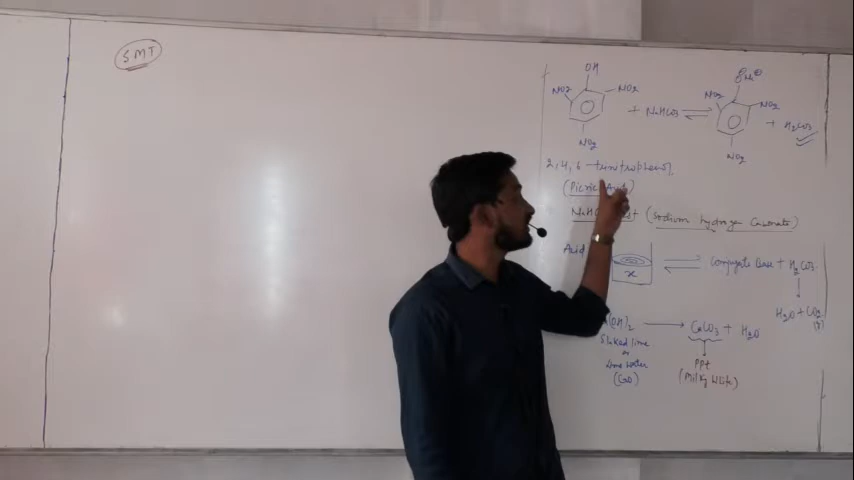 SMT
OH
NO2 NO2
+ NaHCO3 ⇌
NO2
Na⊕
NO2 NO2
+ H2CO3
NO2
2, 4, 6 - trinitrophenol
(Picric Acid)
(Sodium hydrogen
Acid
x
⇌ Conjugate Base + H2CO3
H2O + CO2
(OH)2 → CaCO3 + H2O
Slaked lime
or
lime water
PPt
(Milky White)